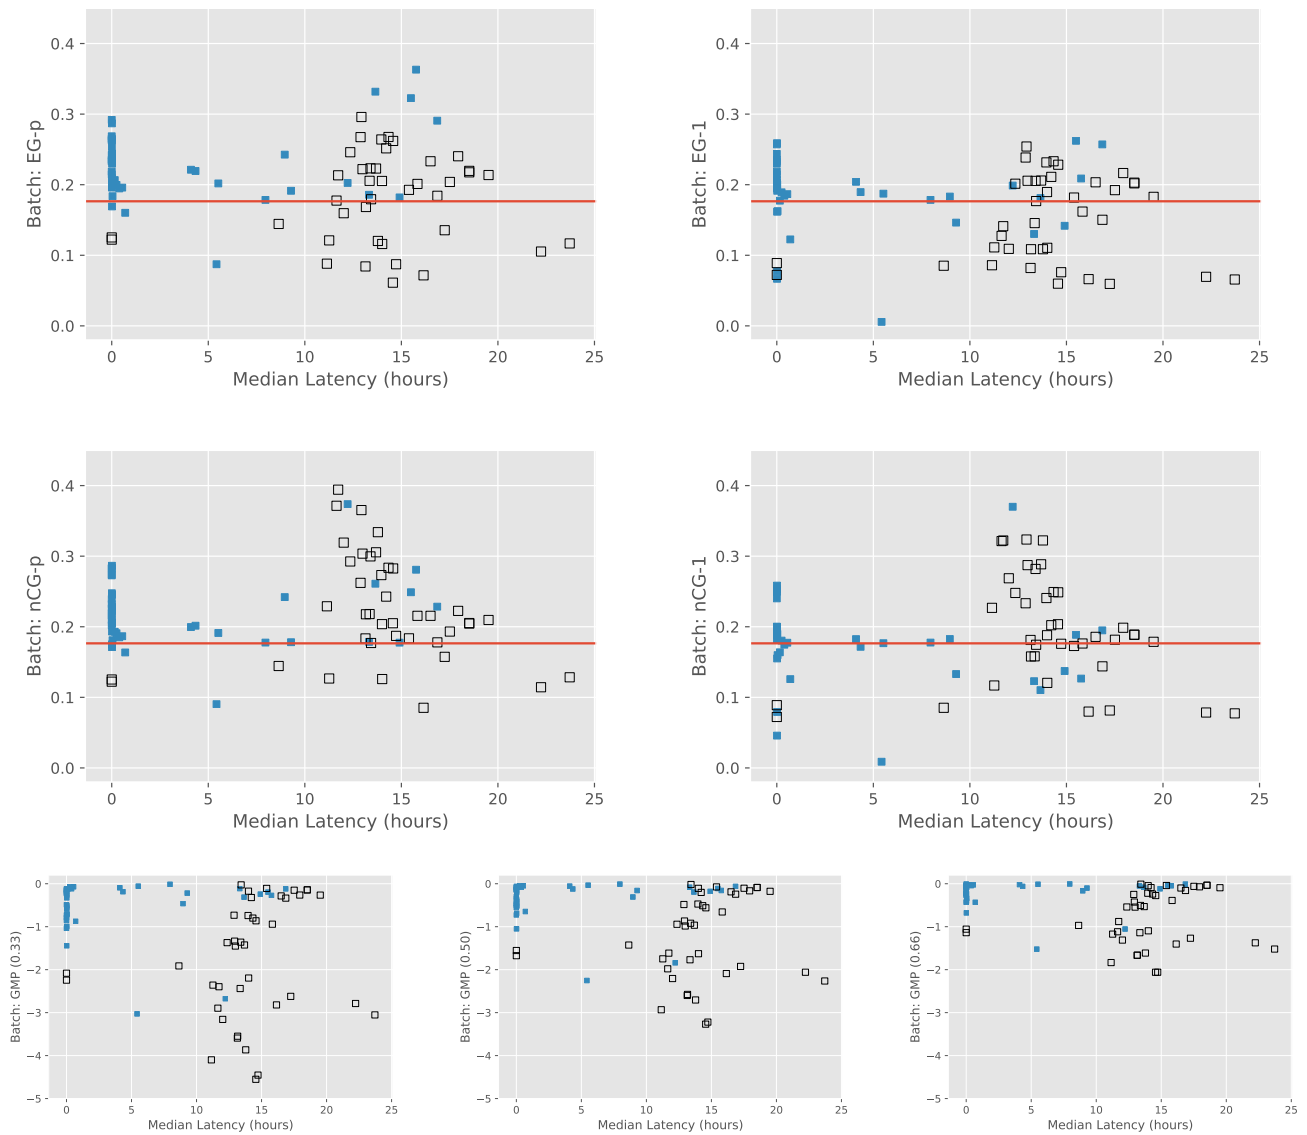 0.4
0.3
0.2
0.1
0.0
Batch: EG-p
0 5 10 15 20 25
Median Latency (hours)
0.4
0.3
0.2
0.1
0.0
Batch: EG-1
0 5 10 15 20 25
Median Latency (hours)
0.4
0.3
0.2
0.1
0.0
Batch: nCG-p
0 5 10 15 20 25
Median Latency (hours)
0.4
0.3
0.2
0.1
0.0
Batch: nCG-1
0 5 10 15 20 25
Median Latency (hours)
0
−1
−2
−3
−4
−5
Batch: GMP (0.33)
0 5 10 15 20 25
Median Latency (hours)
0
−1
−2
−3
−4
−5
Batch: GMP (0.50)
0 5 10 15 20 25
Median Latency (hours)
0
−1
−2
−3
−4
−5
Batch: GMP (0.66)
0 5 10 15 20 25
Median Latency (hours)